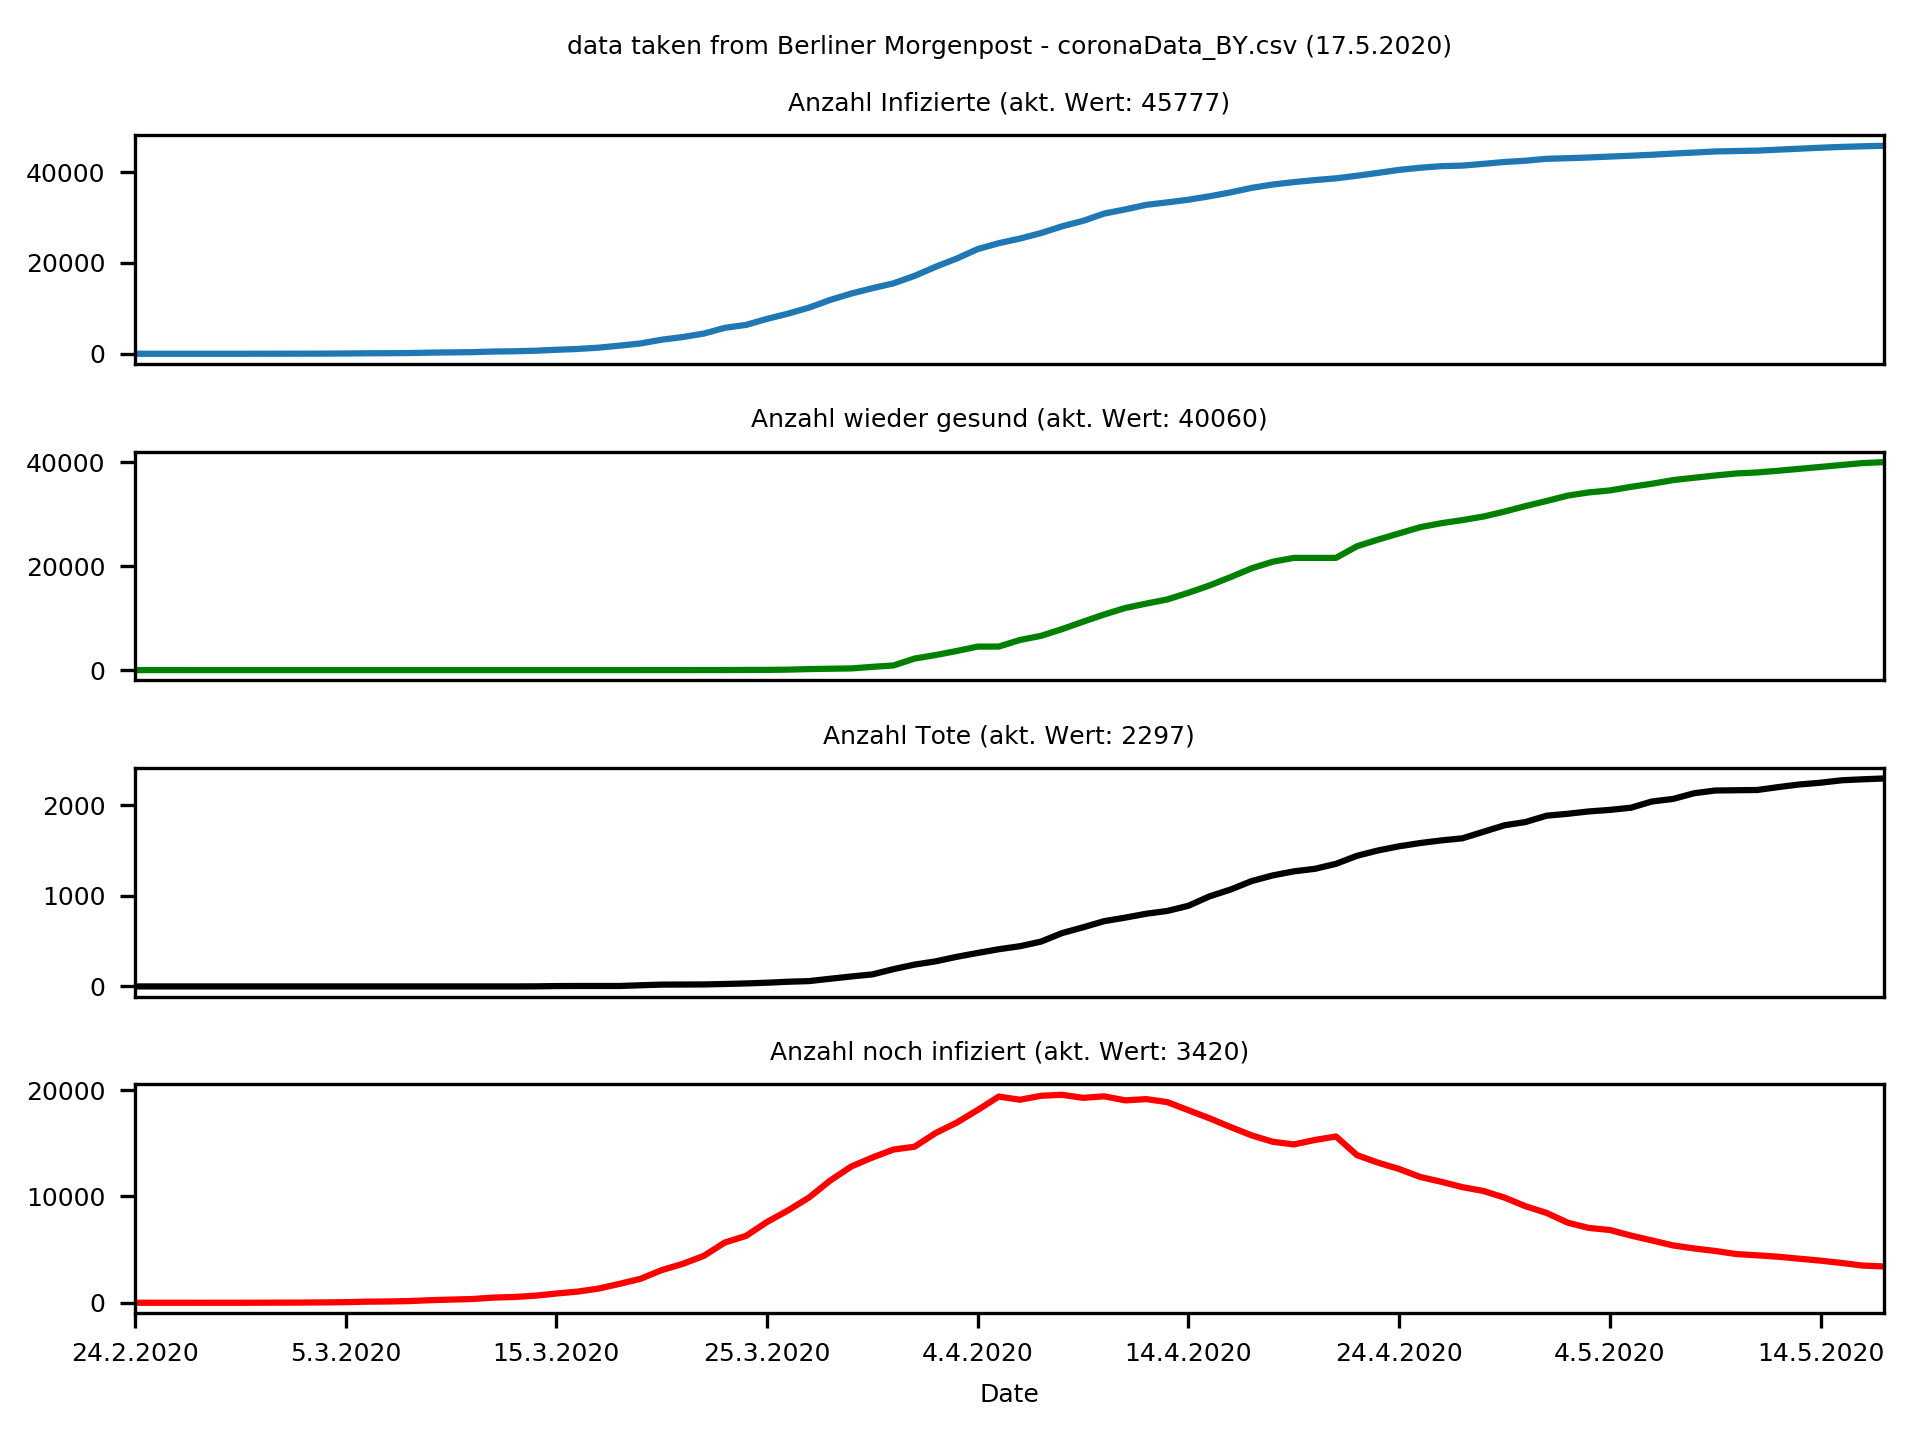 data taken from Berliner Morgenpost - coronaData_BY.csv (17.5.2020)
Anzahl Infizierte (akt. Wert: 45777)
40000
20000
0
Anzahl wieder gesund (akt. Wert: 40060)
40000
20000
0
Anzahl Tote (akt. Wert: 2297)
2000
1000
0
Anzahl noch infiziert (akt. Wert: 3420)
20000
10000
0
24.2.2020 5.3.2020 15.3.2020 25.3.2020 4.4.2020 14.4.2020 24.4.2020 4.5.2020 14.5.2020
Date